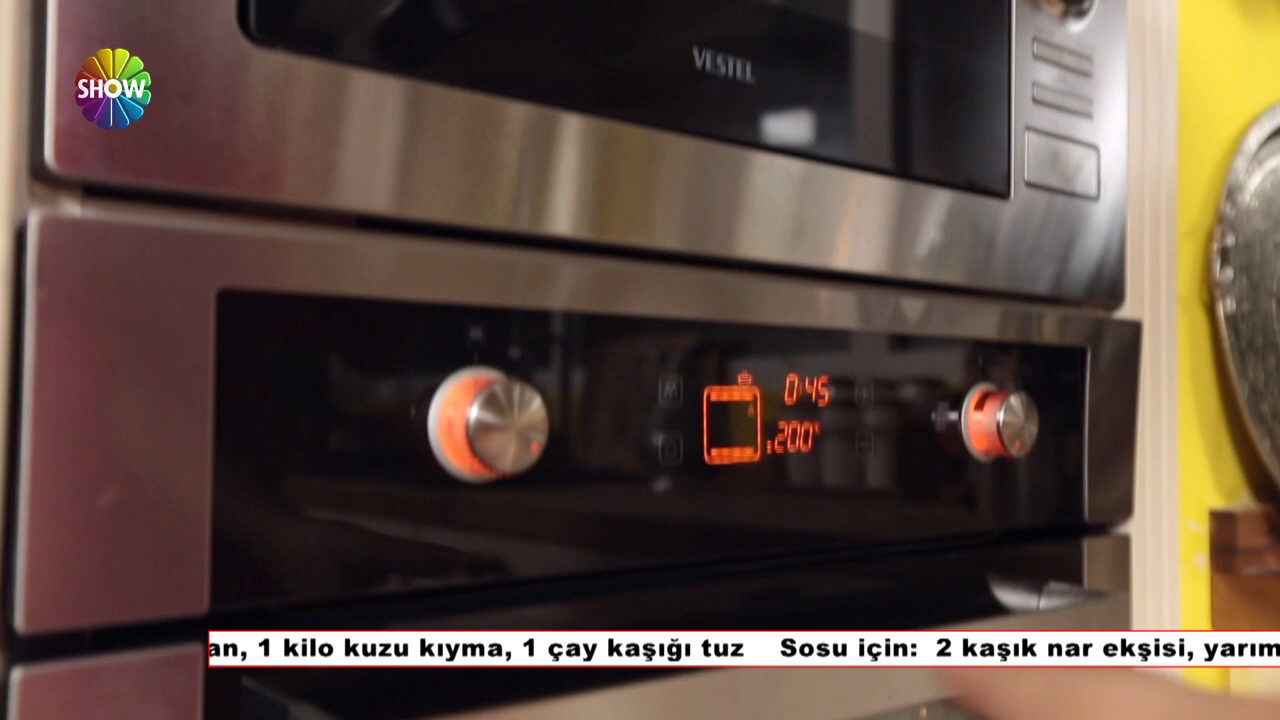 SHOW
VESTEL
0:45
200°
an, 1 kilo kuzu kıyma, 1 çay kaşığı tuz Sosu için: 2 kaşık nar ekşisi, yarım